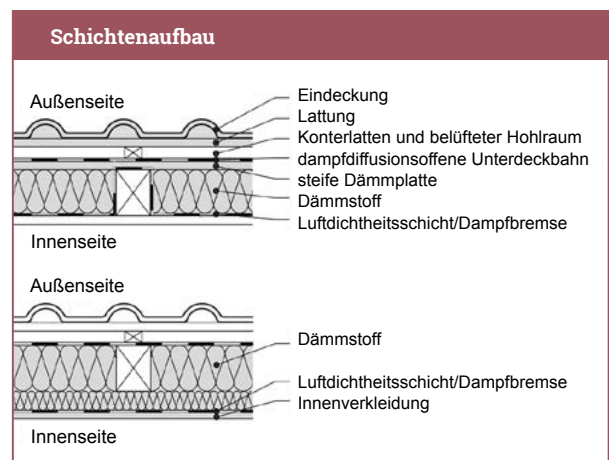 Schichtenaufbau
Außenseite
Eindeckung
Lattung
Konterlatten und belüfteter Hohlraum
dampfdiffusionsoffene Unterdeckbahn
steife Dämmplatte
Dämmstoff
Luftdichtheitsschicht/Dampfbremse
Innenseite
Außenseite
Dämmstoff
Luftdichtheitsschicht/Dampfbremse
Innenverkleidung
Innenseite